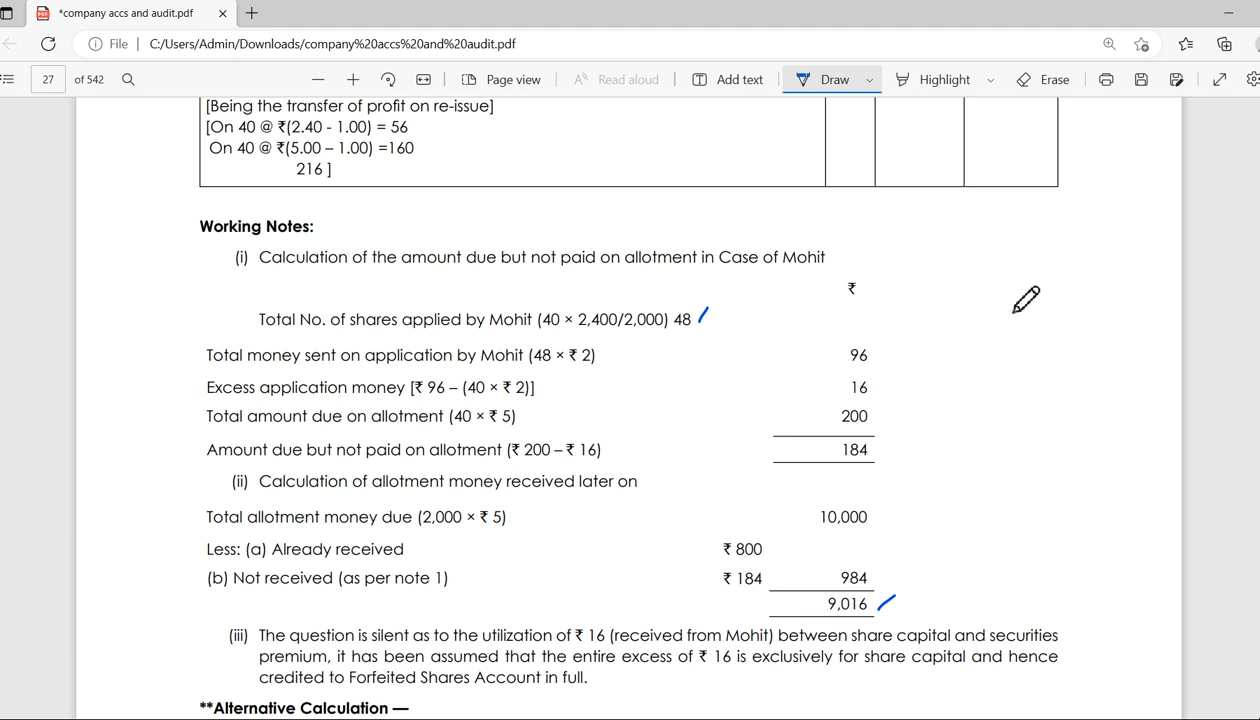 *company accs and audit.pdf
File C:/Users/Admin/Downloads/company%20accs%20and%20audit.pdf
27 of 542 Page view Read aloud Add text Draw Highlight Erase
[Being the transfer of profit on re-issue]
[On 40 @ ₹(2.40 - 1.00) = 56
On 40 @ ₹(5.00 – 1.00) =160
216 ]
Working Notes:
(i) Calculation of the amount due but not paid on allotment in Case of Mohit
₹
Total No. of shares applied by Mohit (40 × 2,400/2,000) 48
Total money sent on application by Mohit (48 × ₹ 2) 96
Excess application money [₹ 96 – (40 × ₹ 2)] 16
Total amount due on allotment (40 × ₹ 5) 200
Amount due but not paid on allotment (₹ 200 – ₹ 16) 184
(ii) Calculation of allotment money received later on
Total allotment money due (2,000 × ₹ 5) 10,000
Less: (a) Already received ₹ 800
(b) Not received (as per note 1) ₹ 184 984
9,016
(iii) The question is silent as to the utilization of ₹ 16 (received from Mohit) between share capital and securities
premium, it has been assumed that the entire excess of ₹ 16 is exclusively for share capital and hence
credited to Forfeited Shares Account in full.
**Alternative Calculation —